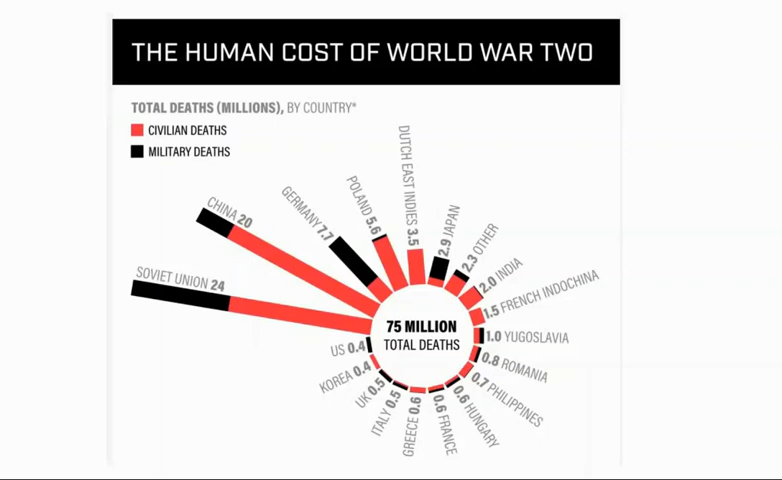 THE HUMAN COST OF WORLD WAR TWO
TOTAL DEATHS (MILLIONS), BY COUNTRY*
CIVILIAN DEATHS
MILITARY DEATHS
SOVIET UNION 24
CHINA 20
GERMANY 7.7
POLAND 5.6
DUTCH EAST INDIES 3.5
2.9 JAPAN
2.3 OTHER
2.0 INDIA
1.5 FRENCH INDOCHINA
1.0 YUGOSLAVIA
0.8 ROMANIA
0.7 PHILIPPINES
0.6 HUNGARY
0.6 FRANCE
GREECE 0.6
ITALY 0.5
UK 0.5
KOREA 0.4
US 0.4
75 MILLION
TOTAL DEATHS